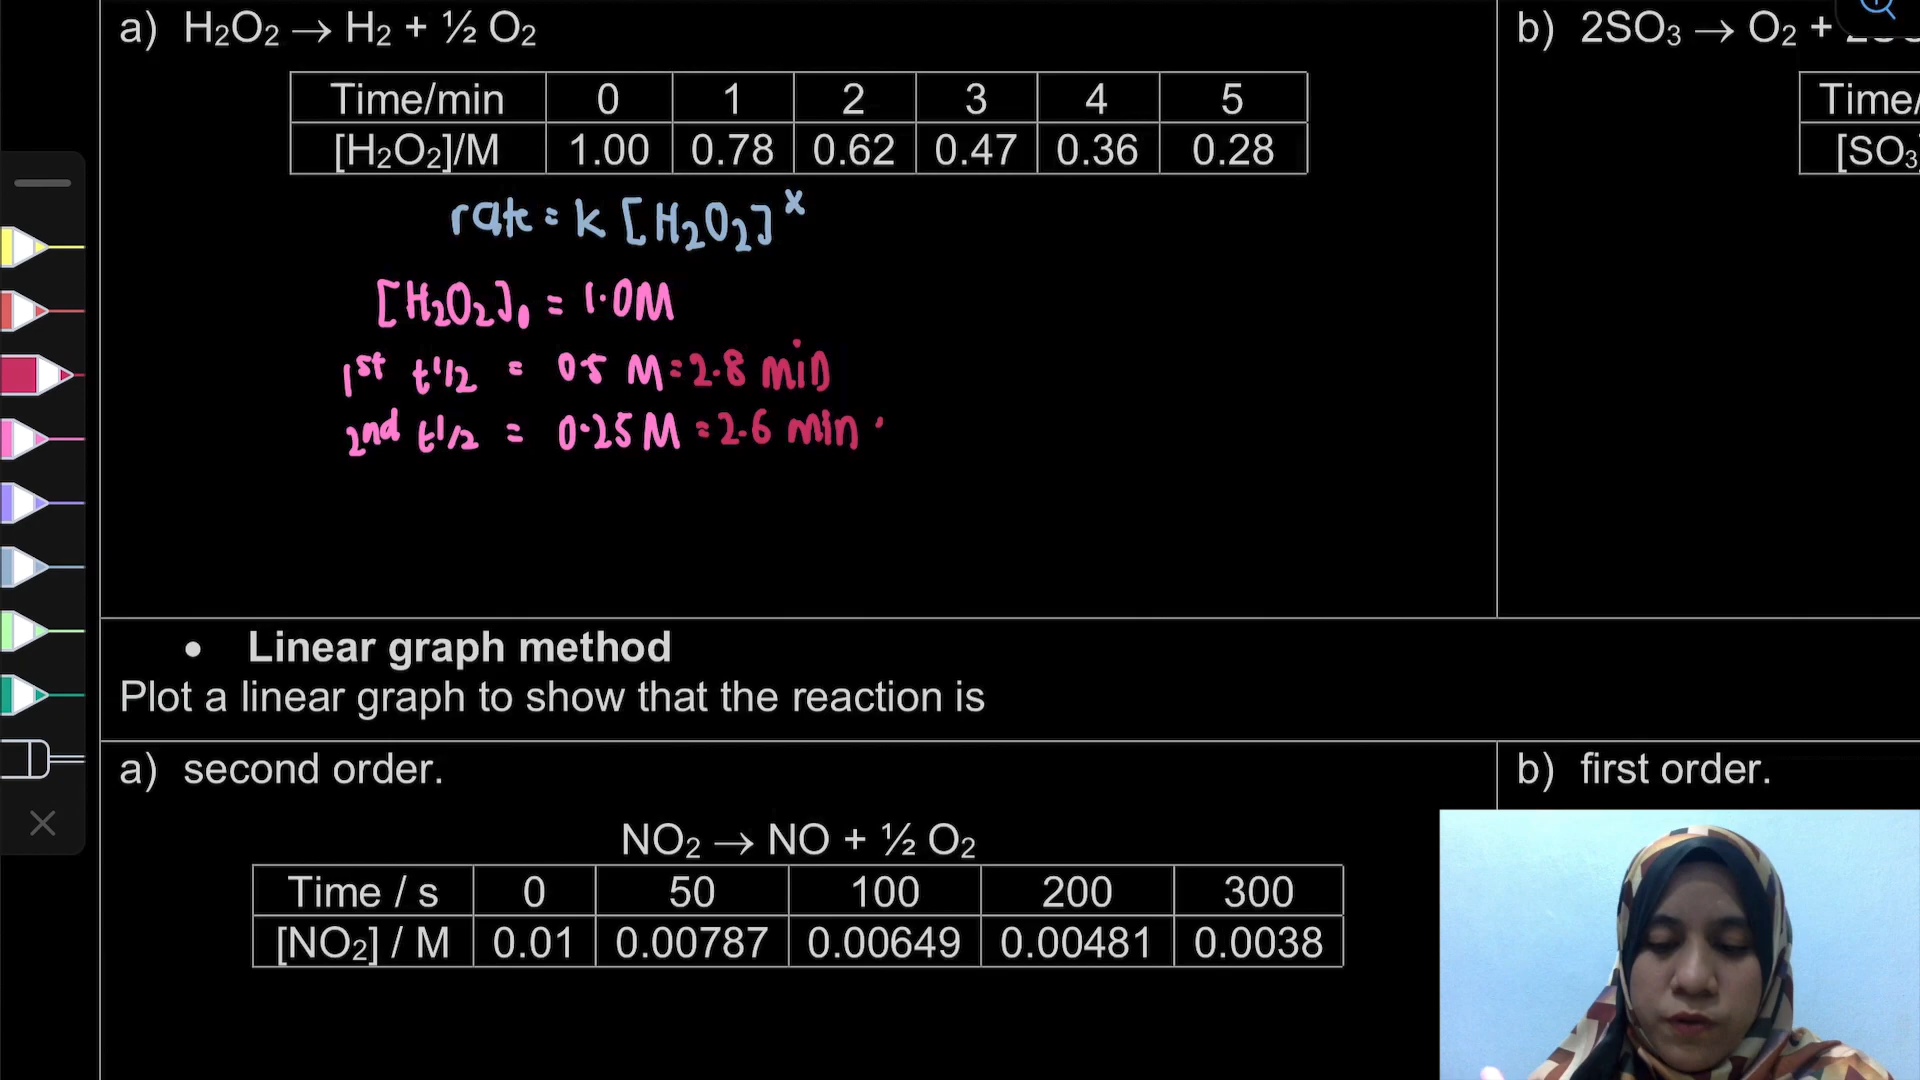 a) H₂O₂ → H₂ + ½ O₂
Time/min 0 1 2 3 4 5
[H₂O₂]/M 1.00 0.78 0.62 0.47 0.36 0.28
rate = k [H₂O₂]ˣ
[H₂O₂]₀ = 1.0M
1st t1/2 = 0.5 M = 2.8 min
2nd t1/2 = 0.25 M = 2.6 min
b) 2SO₃ → O₂ +
Time/
[SO₃]
• Linear graph method
Plot a linear graph to show that the reaction is
a) second order.
NO₂ → NO + ½ O₂
Time / s 0 50 100 200 300
[NO₂] / M 0.01 0.00787 0.00649 0.00481 0.0038
b) first order.